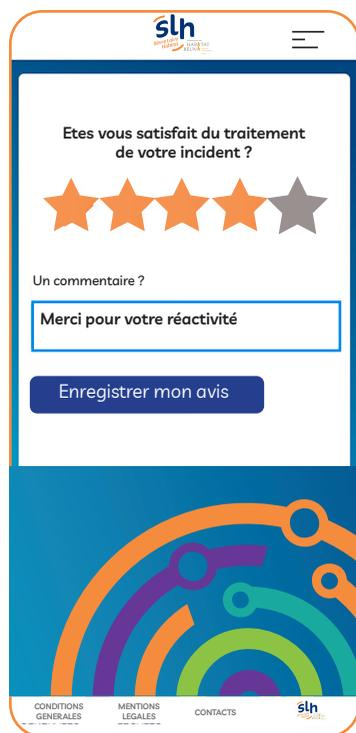 slh
Etes vous satisfait du traitement
de votre incident ?
Un commentaire ?
Merci pour votre réactivité
Enregistrer mon avis
CONDITIONS
GENERALES
MENTIONS
LEGALES
CONTACTS
slh